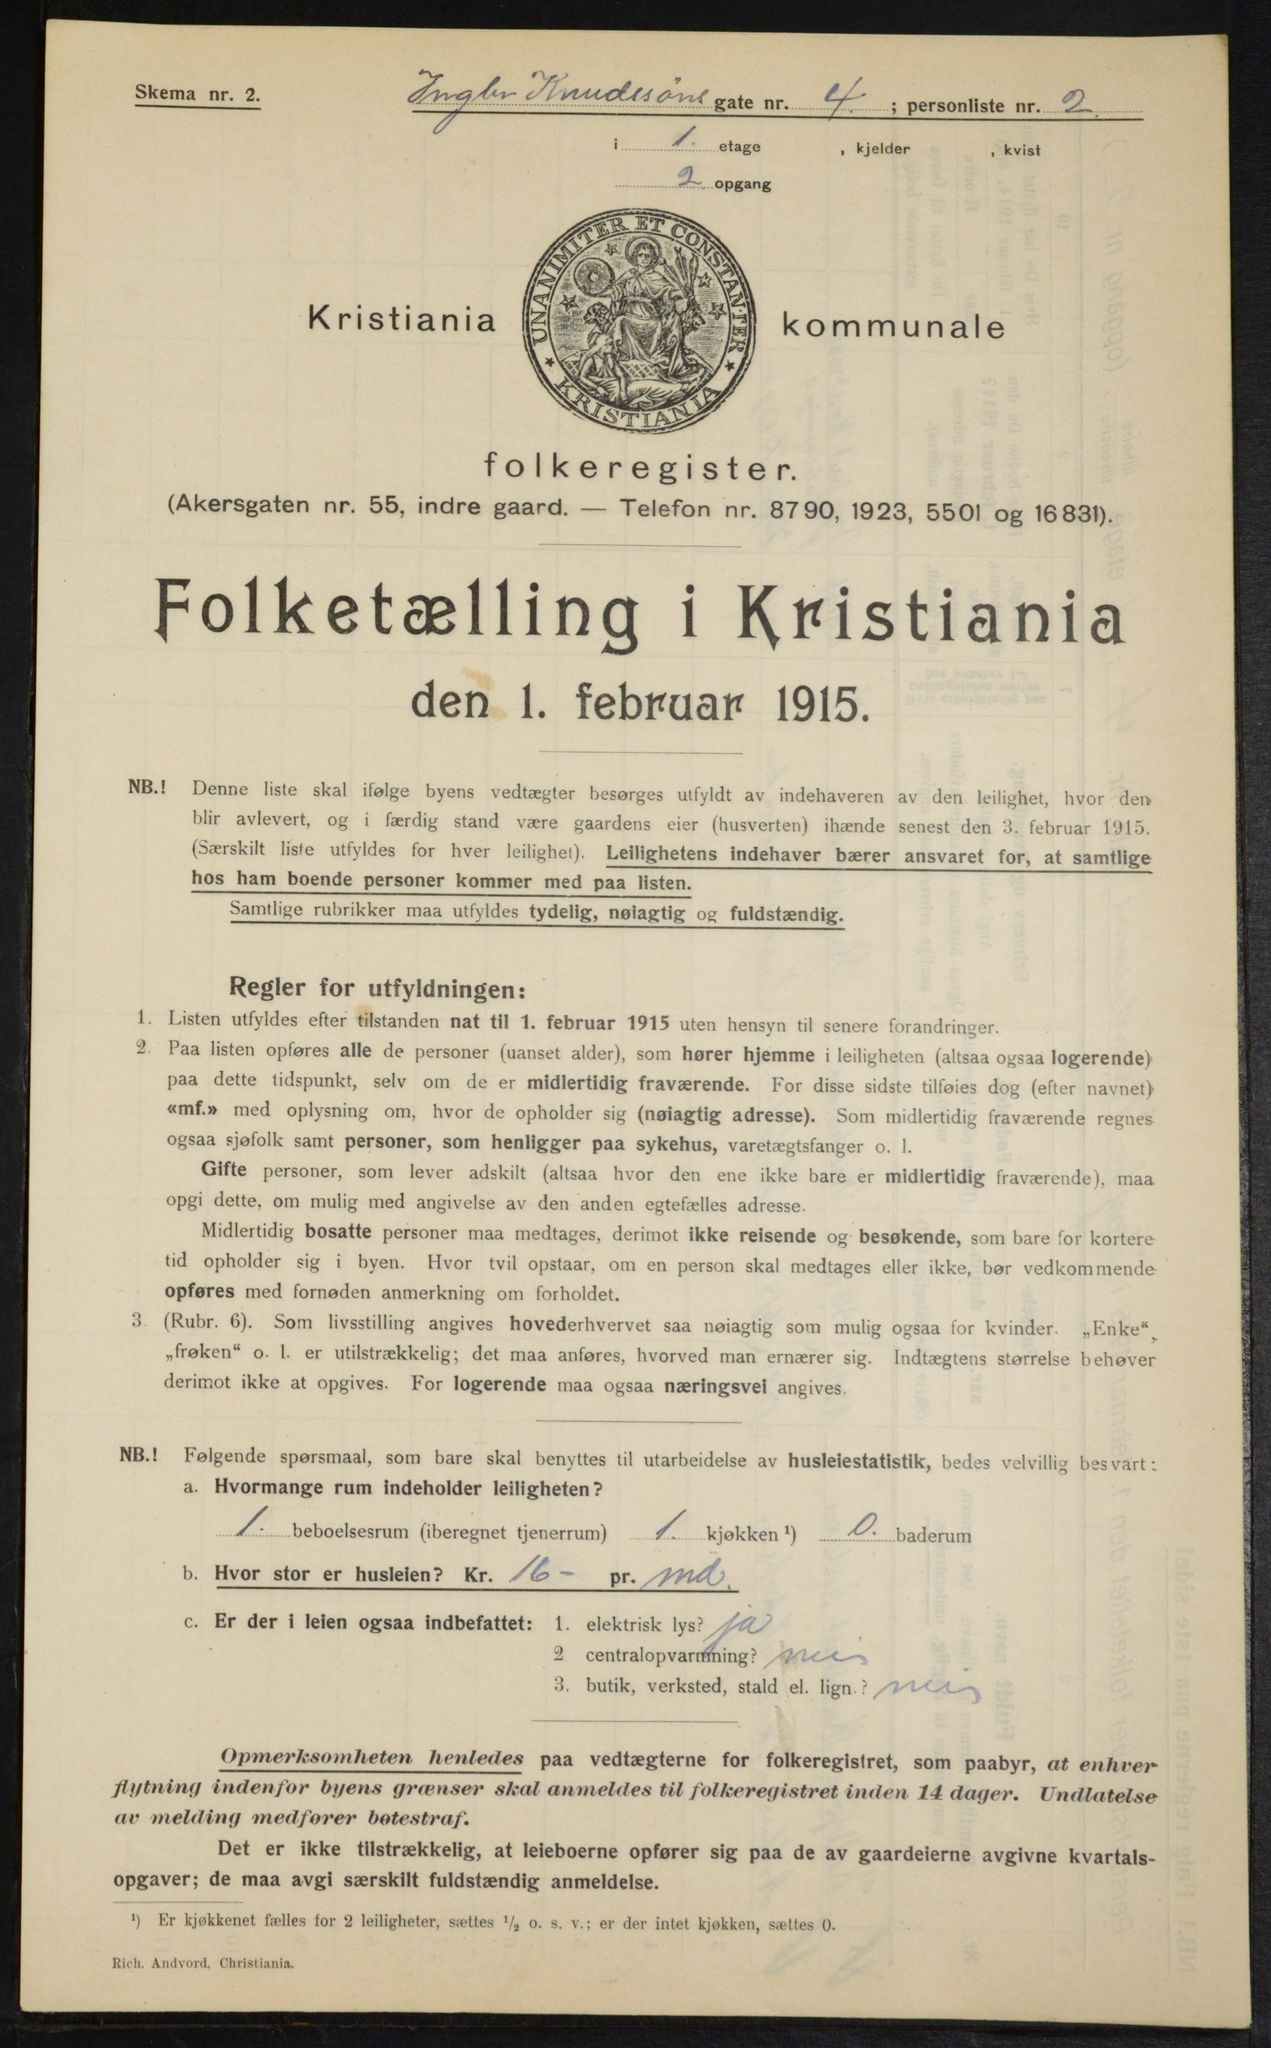 Skema nr. 2.
Ingbr Knudssøns gate nr. 4. ; personliste nr. 2.
i 1. etage , kjelder , kvist
2 opgang
UNANIMITER ET CONSTANTER
KRISTIANIA
Kristiania kommunale
folkeregister.
(Akersgaten nr. 55, indre gaard. — Telefon nr. 8790, 1923, 5501 og 16831).
Folketælling i Kristiania
den 1. februar 1915.
NB.! Denne liste skal ifølge byens vedtægter besørges utfyldt av indehaveren av den leilighet, hvor den
blir avlevert, og i færdig stand være gaardens eier (husverten) ihænde senest den 3. februar 1915.
(Særskilt liste utfyldes for hver leilighet). Leilighetens indehaver bærer ansvaret for, at samtlige
hos ham boende personer kommer med paa listen.
Samtlige rubrikker maa utfyldes tydelig, nøiagtig og fuldstændig.
Regler for utfyldningen:
1. Listen utfyldes efter tilstanden nat til 1. februar 1915 uten hensyn til senere forandringer.
2. Paa listen opføres alle de personer (uanset alder), som hører hjemme i leiligheten (altsaa ogsaa logerende)
paa dette tidspunkt, selv om de er midlertidig fraværende. For disse sidste tilføies dog (efter navnet)
«mf.» med oplysning om, hvor de opholder sig (nøiagtig adresse). Som midlertidig fraværende regnes
ogsaa sjøfolk samt personer, som henligger paa sykehus, varetægtsfanger o. l.
Gifte personer, som lever adskilt (altsaa hvor den ene ikke bare er midlertidig fraværende), maa
opgi dette, om mulig med angivelse av den anden egtefælles adresse.
Midlertidig bosatte personer maa medtages, derimot ikke reisende og besøkende, som bare for kortere
tid opholder sig i byen. Hvor tvil opstaar, om en person skal medtages eller ikke, bør vedkommende
opføres med fornøden anmerkning om forholdet.
3. (Rubr. 6). Som livsstilling angives hovederhvervet saa nøiagtig som mulig ogsaa for kvinder. „Enke“,
„frøken“ o. l. er utilstrækkelig; det maa anføres, hvorved man ernærer sig. Indtægtens størrelse behøver
derimot ikke at opgives. For logerende maa ogsaa næringsvei angives.
NB.! Følgende spørsmaal, som bare skal benyttes til utarbeidelse av husleiestatistik, bedes velvillig besvart:
a. Hvormange rum indeholder leiligheten?
1. beboelsesrum (iberegnet tjenerrum) 1. kjøkken ¹) 0. baderum
b. Hvor stor er husleien? Kr. 16 - pr. md.
c. Er der i leien ogsaa indbefattet: 1. elektrisk lys? ja
2 centralopvarmning? nei
3. butik, verksted, stald el. lign.? nei
Opmerksomheten henledes paa vedtægterne for folkeregistret, som paabyr, at enhver
flytning indenfor byens grænser skal anmeldes til folkeregistret inden 14 dager. Undlatelse
av melding medfører bøtestraf.
Det er ikke tilstrækkelig, at leieboerne opfører sig paa de av gaardeierne avgivne kvartals-
opgaver; de maa avgi særskilt fuldstændig anmeldelse.
¹) Er kjøkkenet fælles for 2 leiligheter, sættes ½ o. s. v.; er der intet kjøkken, sættes 0.
Rich. Andvord, Christiania.